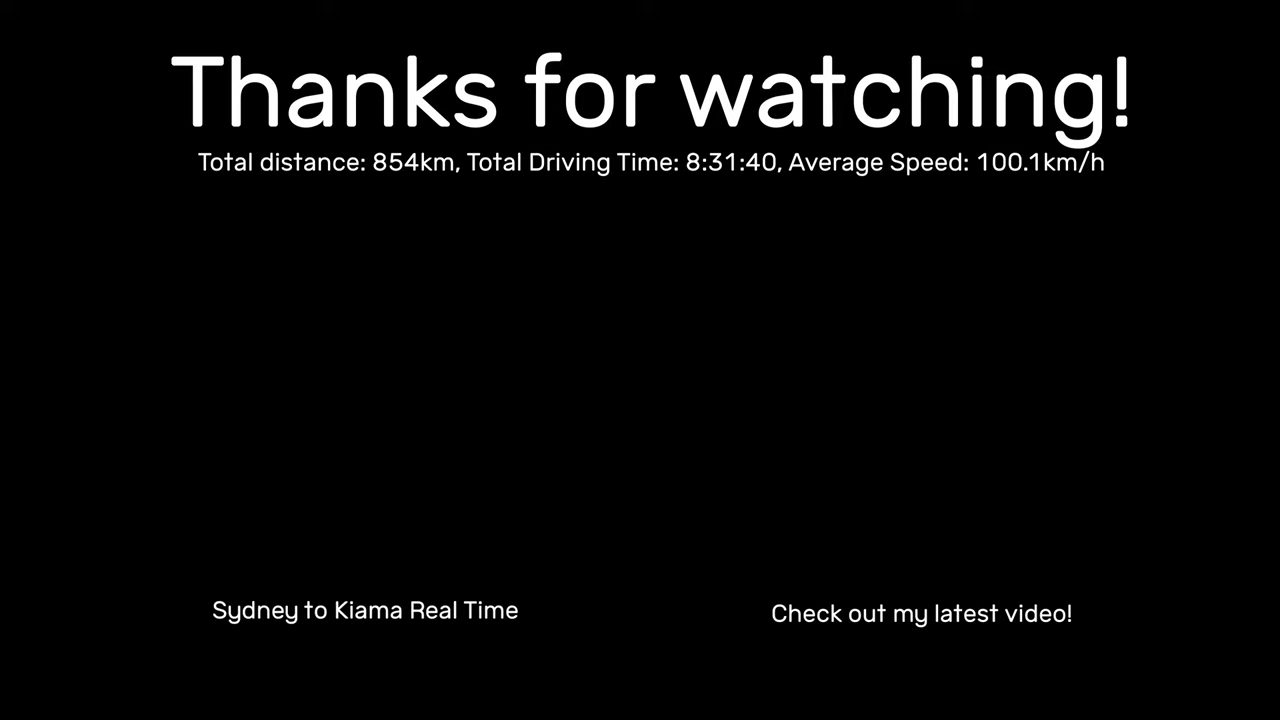 Thanks for watching!
Total distance: 854km, Total Driving Time: 8:31:40, Average Speed: 100.1km/h
Sydney to Kiama Real Time
Check out my latest video!